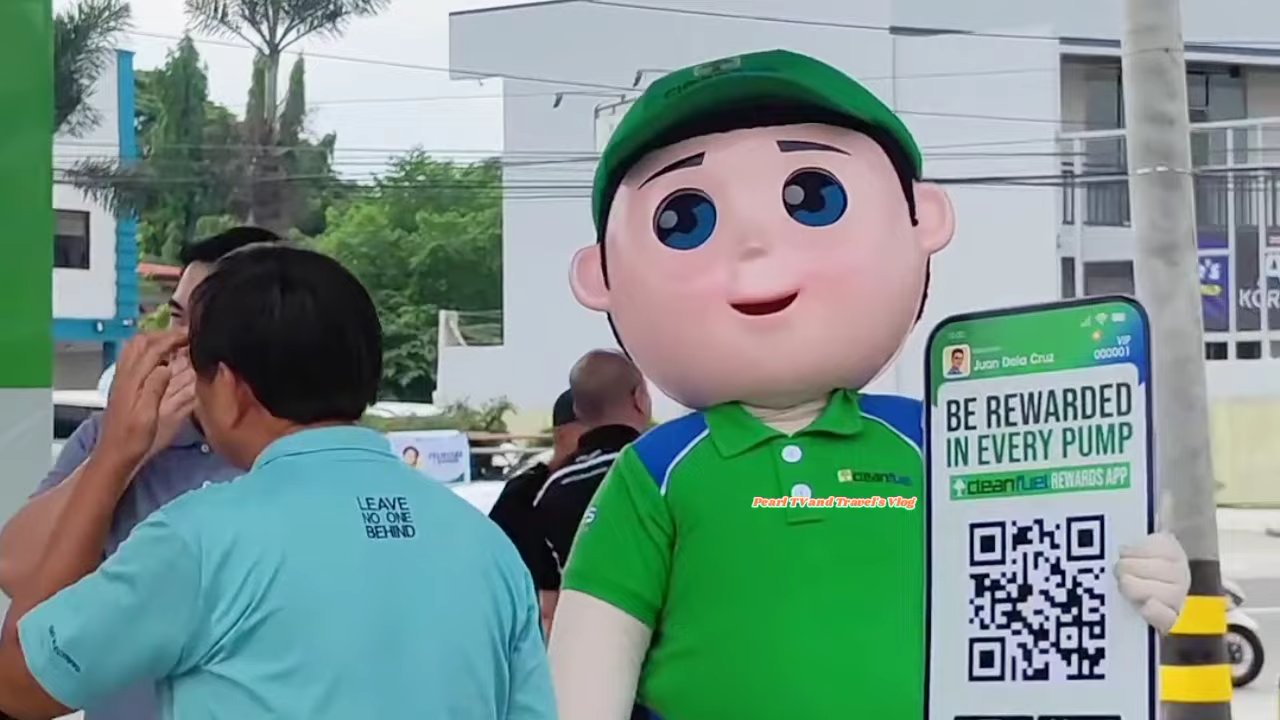 LEAVE
NO ONE
BEHIND
cleanfuel
Pearl TV and Travel's Vlog
Juan Dela Cruz
VIP
000001
BE REWARDED
IN EVERY PUMP
cleanfuel REWARDS APP